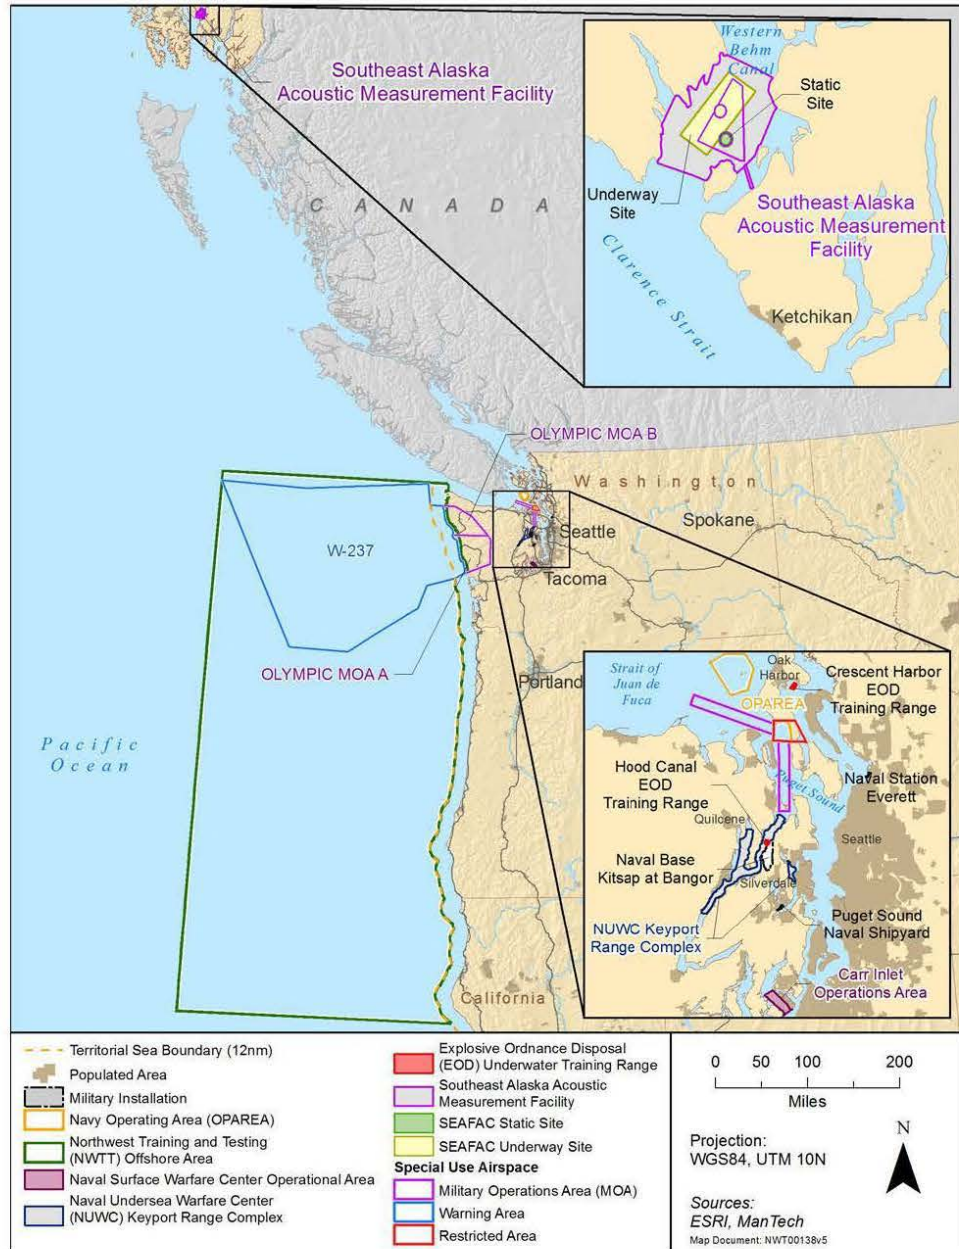 Southeast Alaska
Acoustic Measurement Facility
CANADA
Western
Behm
Canal
Static
Site
Underway
Site
Southeast Alaska
Acoustic Measurement
Facility
Clarence Strait
Ketchikan
OLYMPIC MOA B
Washington
Seattle
Spokane
W-237
Tacoma
OLYMPIC MOA A
Portland
Pacific
Ocean
California
Strait of
Juan de
Fuca
Oak
Harbor
Crescent Harbor
EOD
Training Range
OPAREA
Hood Canal
EOD
Training Range
Puget Sound
Naval Station
Everett
Quilcene
Seattle
Naval Base
Kitsap at Bangor
Silverdale
Puget Sound
Naval Shipyard
NUWC Keyport
Range Complex
Carr Inlet
Operations Area
Territorial Sea Boundary (12nm)
Populated Area
Military Installation
Navy Operating Area (OPAREA)
Northwest Training and Testing
(NWTT) Offshore Area
Naval Surface Warfare Center Operational Area
Naval Undersea Warfare Center
(NUWC) Keyport Range Complex
Explosive Ordnance Disposal
(EOD) Underwater Training Range
Southeast Alaska Acoustic
Measurement Facility
SEAFAC Static Site
SEAFAC Underway Site
Special Use Airspace
Military Operations Area (MOA)
Warning Area
Restricted Area
0 50 100 200
Miles
Projection:
WGS84, UTM 10N
N
Sources:
ESRI, ManTech
Map Document: NWT00138v5